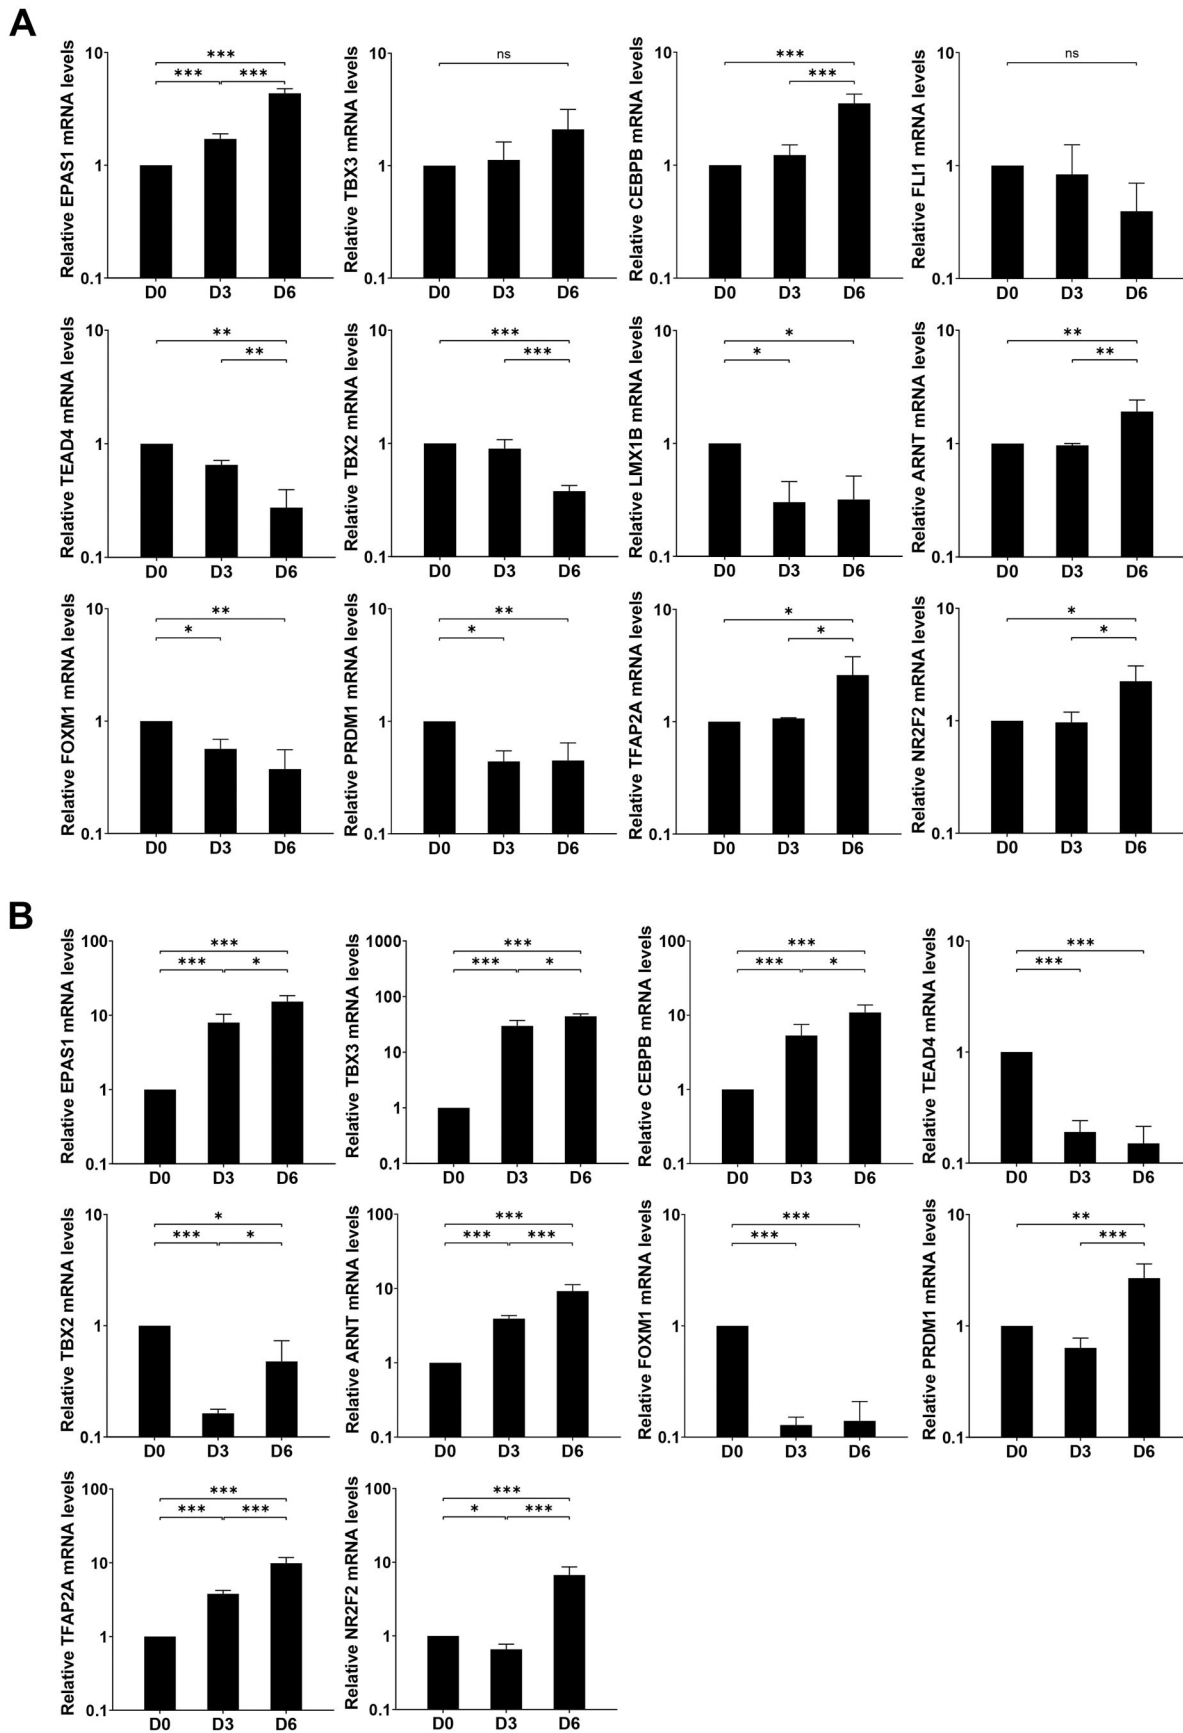 A
Relative EPAS1 mRNA levels
10
1
0.1
***
*** ***
D0 D3 D6
Relative TBX3 mRNA levels
10
1
0.1
ns
D0 D3 D6
Relative CEBPB mRNA levels
10
1
0.1
***
***
D0 D3 D6
Relative FLI1 mRNA levels
10
1
0.1
ns
D0 D3 D6
Relative TEAD4 mRNA levels
10
1
0.1
**
**
D0 D3 D6
Relative TBX2 mRNA levels
10
1
0.1
***
***
D0 D3 D6
Relative LMX1B mRNA levels
10
1
0.1
*
*
D0 D3 D6
Relative ARNT mRNA levels
10
1
0.1
**
**
D0 D3 D6
Relative FOXM1 mRNA levels
10
1
0.1
**
*
D0 D3 D6
Relative PRDM1 mRNA levels
10
1
0.1
**
*
D0 D3 D6
Relative TFAP2A mRNA levels
10
1
0.1
*
*
D0 D3 D6
Relative NR2F2 mRNA levels
10
1
0.1
*
*
D0 D3 D6
B
Relative EPAS1 mRNA levels
100
10
1
0.1
***
*** *
D0 D3 D6
Relative TBX3 mRNA levels
1000
100
10
1
0.1
***
*** *
D0 D3 D6
Relative CEBPB mRNA levels
100
10
1
0.1
***
*** *
D0 D3 D6
Relative TEAD4 mRNA levels
10
1
0.1
***
***
D0 D3 D6
Relative TBX2 mRNA levels
10
1
0.1
*
*** *
D0 D3 D6
Relative ARNT mRNA levels
100
10
1
0.1
***
*** ***
D0 D3 D6
Relative FOXM1 mRNA levels
10
1
0.1
***
***
D0 D3 D6
Relative PRDM1 mRNA levels
10
1
0.1
**
***
D0 D3 D6
Relative TFAP2A mRNA levels
100
10
1
0.1
***
*** ***
D0 D3 D6
Relative NR2F2 mRNA levels
100
10
1
0.1
***
* ***
D0 D3 D6